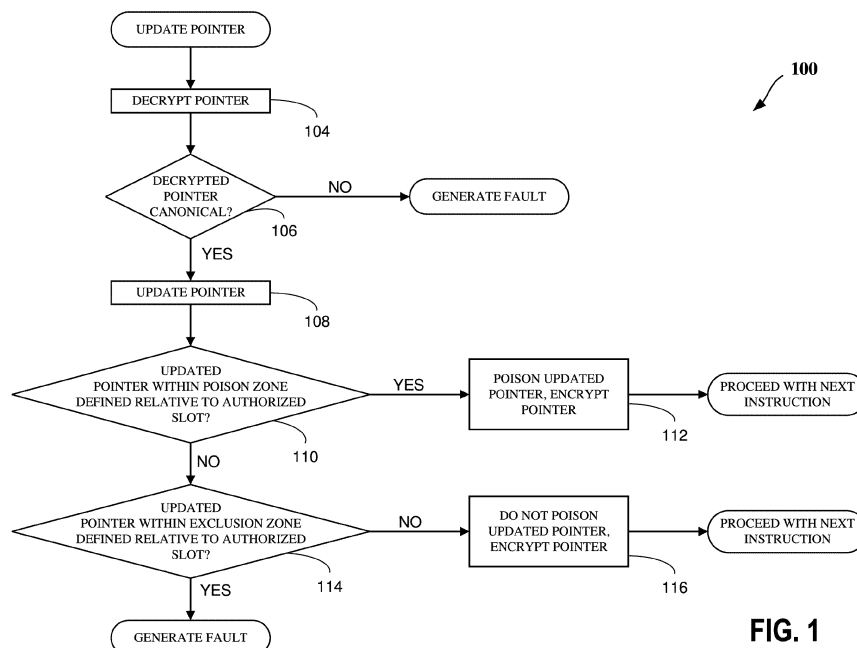 UPDATE POINTER
100
DECRYPT POINTER
104
DECRYPTED
POINTER
CANONICAL?
NO
GENERATE FAULT
106
YES
UPDATE POINTER
108
UPDATED
POINTER WITHIN POISON ZONE
DEFINED RELATIVE TO AUTHORIZED
SLOT?
YES
POISON UPDATED
POINTER, ENCRYPT
POINTER
PROCEED WITH NEXT
INSTRUCTION
110
112
NO
UPDATED
POINTER WITHIN EXCLUSION ZONE
DEFINED RELATIVE TO AUTHORIZED
SLOT?
NO
DO NOT POISON
UPDATED POINTER,
ENCRYPT POINTER
PROCEED WITH NEXT
INSTRUCTION
114
116
YES
GENERATE FAULT
FIG. 1